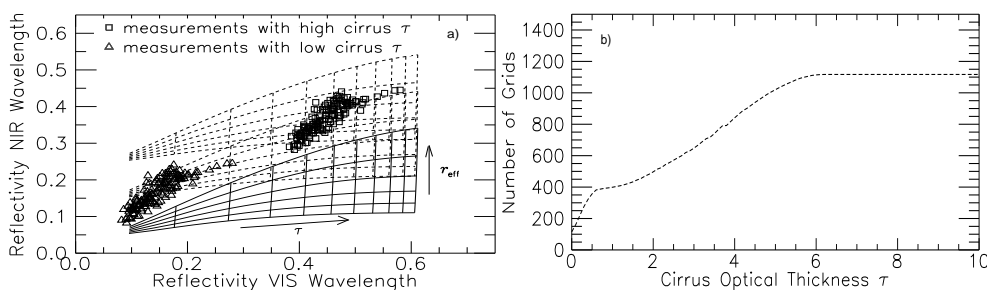 □ measurements with high cirrus τ
△ measurements with low cirrus τ
a)
Reflectivity NIR Wavelength
0.6
0.5
0.4
0.3
0.2
0.1
0.0
r_eff
τ
0.0
0.2
0.4
0.6
Reflectivity VIS Wavelength
b)
Number of Grids
1400
1200
1000
800
600
400
200
0
0
2
4
6
8
10
Cirrus Optical Thickness τ